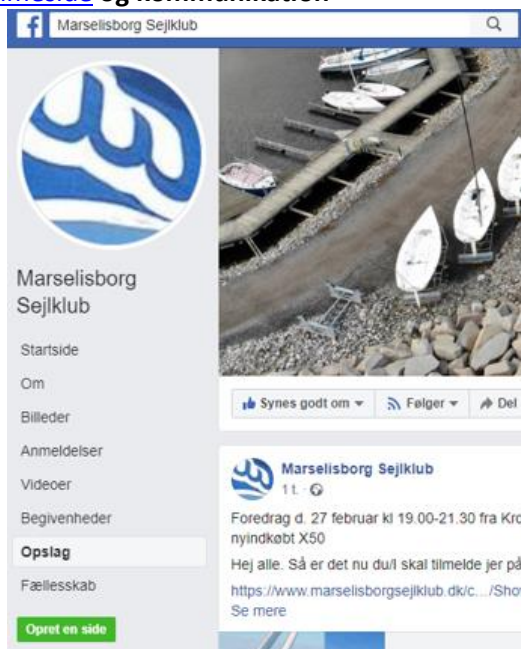 og kommunikation
Marselisborg Sejlklub
Marselisborg
Sejlklub
Startside
Om
Billeder
Anmeldelser
Videoer
Begivenheder
Opslag
Fællesskab
Opret en side
Synes godt om
Følger
Del
Marselisborg Sejlklub
1 t.
Foredrag d. 27 februar kl 19.00-21.30 fra
nyindkøbt X50
Hej alle. Så er det nu du/I skal tilmelde jer på
https://www.marselisborgsejlklub.dk/c.../Sho
Se mere